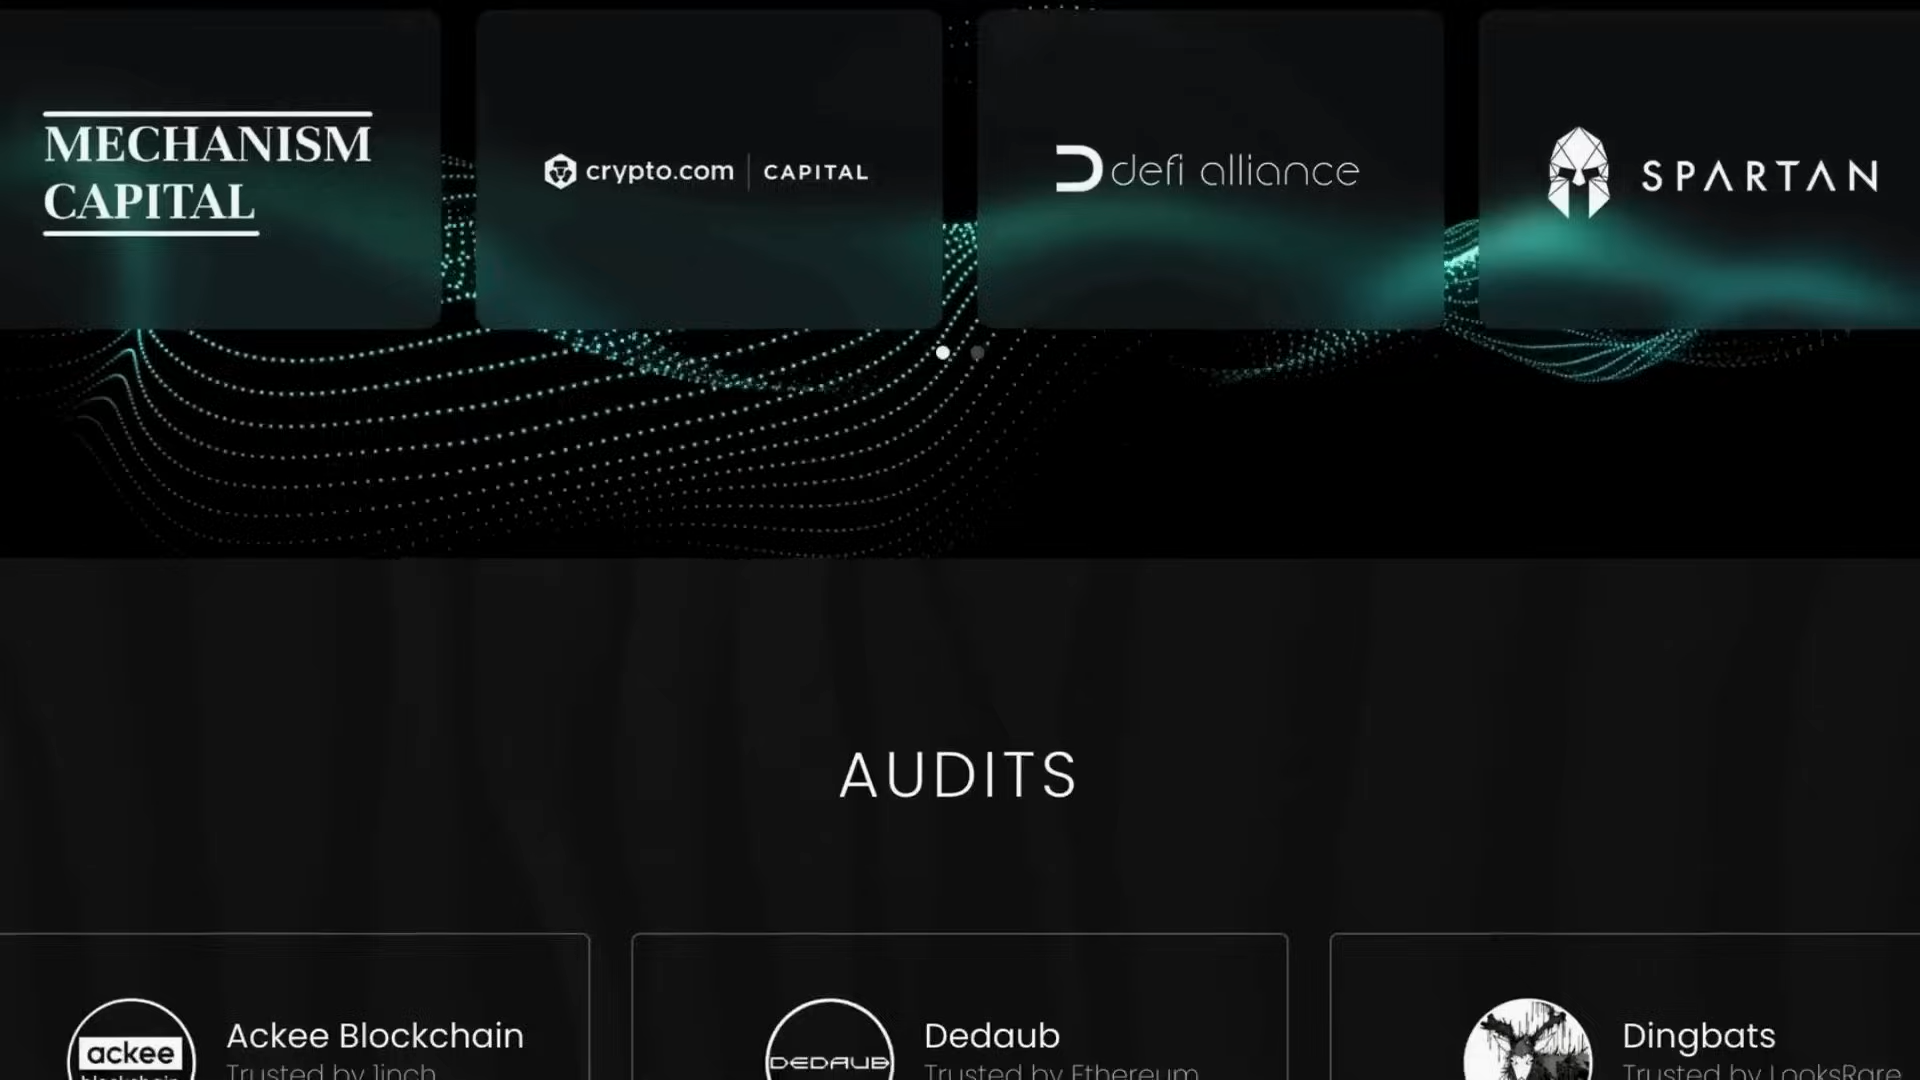 MECHANISM
CAPITAL
crypto.com | CAPITAL
defi alliance
SPARTAN
AUDITS
ackee
blockchain
Ackee Blockchain
Trusted by 1inch
DEDAUB
Dedaub
Trusted by Ethereum
Dingbats
Trusted by LooksRare